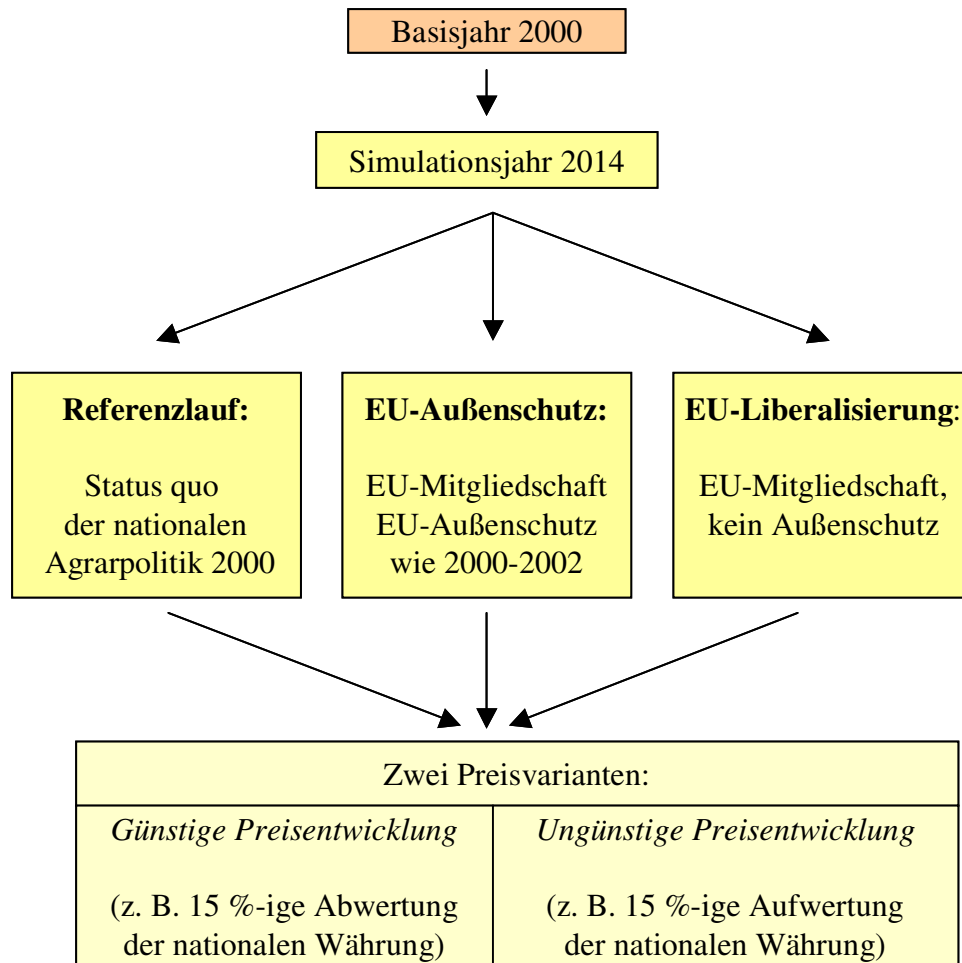 Basisjahr 2000
Simulationsjahr 2014
Referenzlauf:
Status quo
der nationalen
Agrarpolitik 2000
EU-Außenschutz:
EU-Mitgliedschaft
EU-Außenschutz
wie 2000-2002
EU-Liberalisierung:
EU-Mitgliedschaft,
kein Außenschutz
Zwei Preisvarianten:
Günstige Preisentwicklung
(z. B. 15 %-ige Abwertung
der nationalen Währung)
Ungünstige Preisentwicklung
(z. B. 15 %-ige Aufwertung
der nationalen Währung)